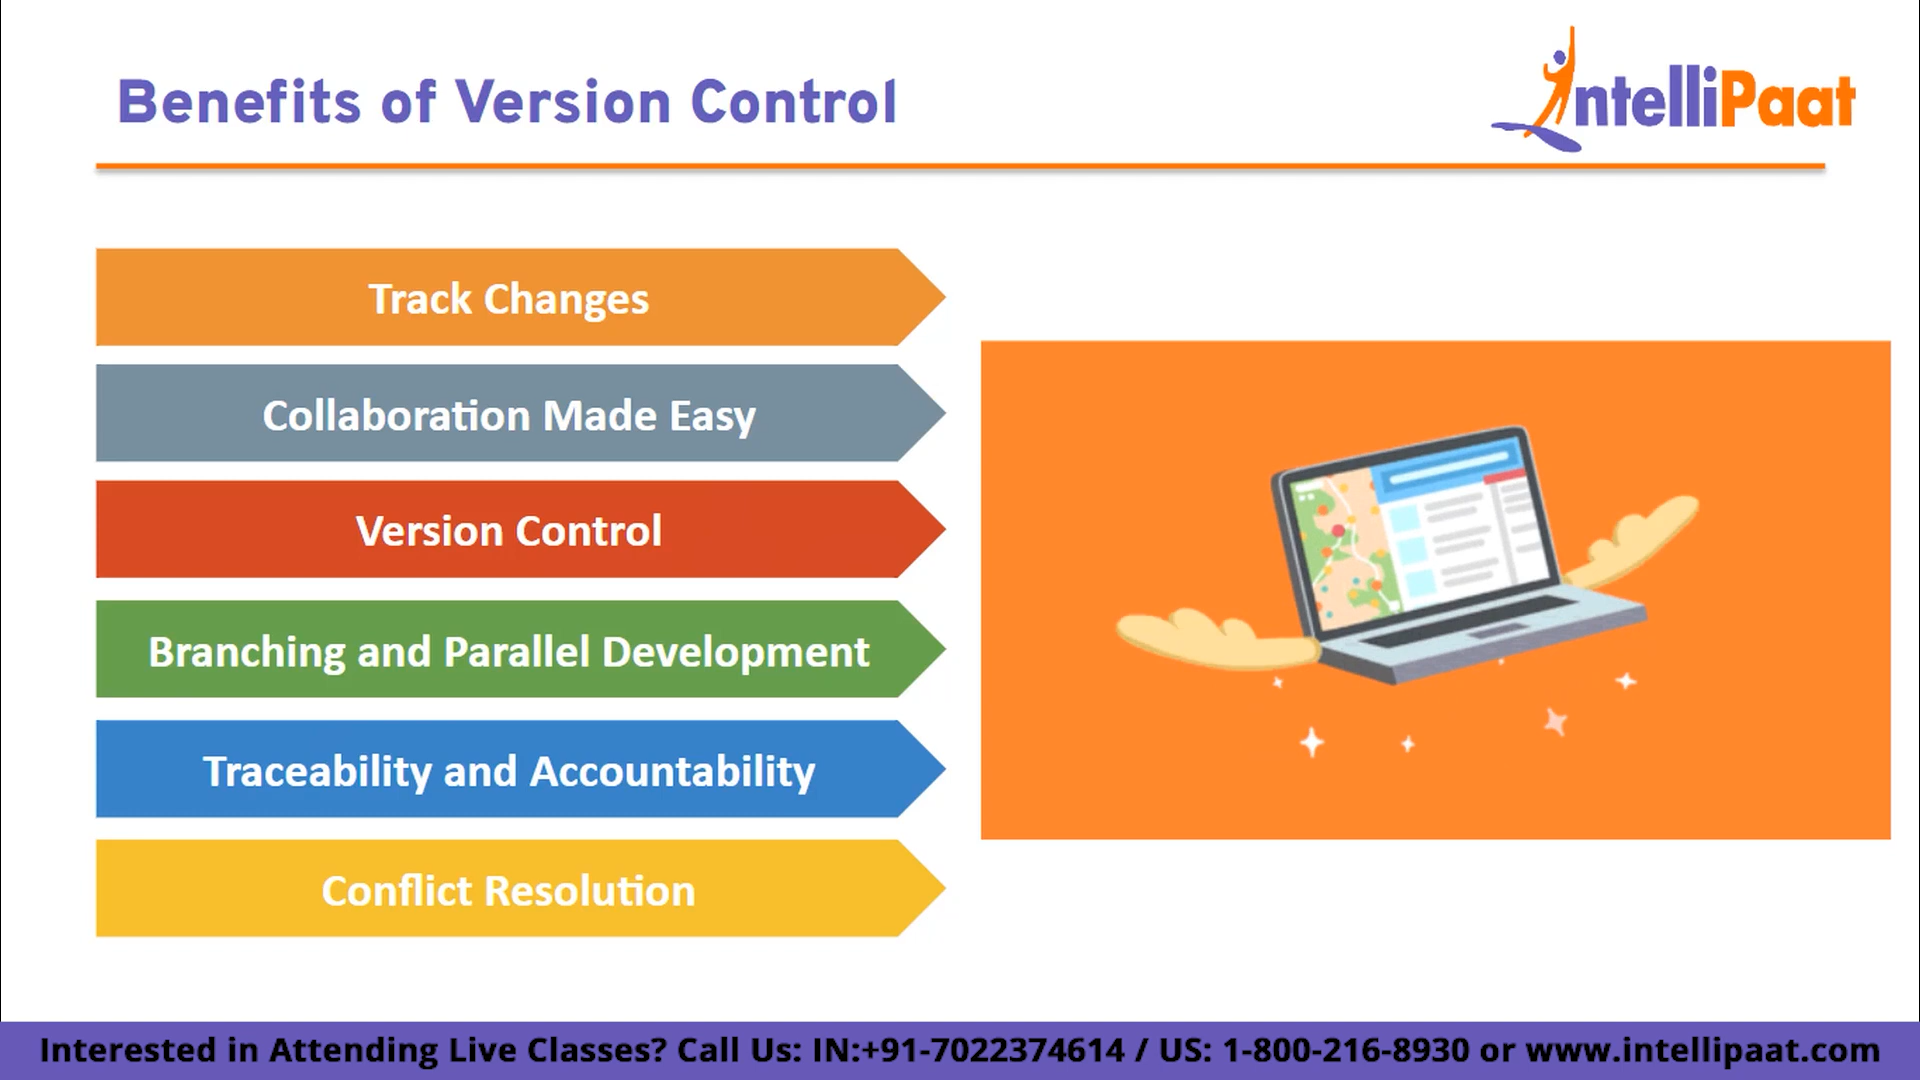 Benefits of Version Control
IntelliPaat
Track Changes
Collaboration Made Easy
Version Control
Branching and Parallel Development
Traceability and Accountability
Conflict Resolution
Interested in Attending Live Classes? Call Us: IN:+91-7022374614 / US: 1-800-216-8930 or www.intellipaat.com